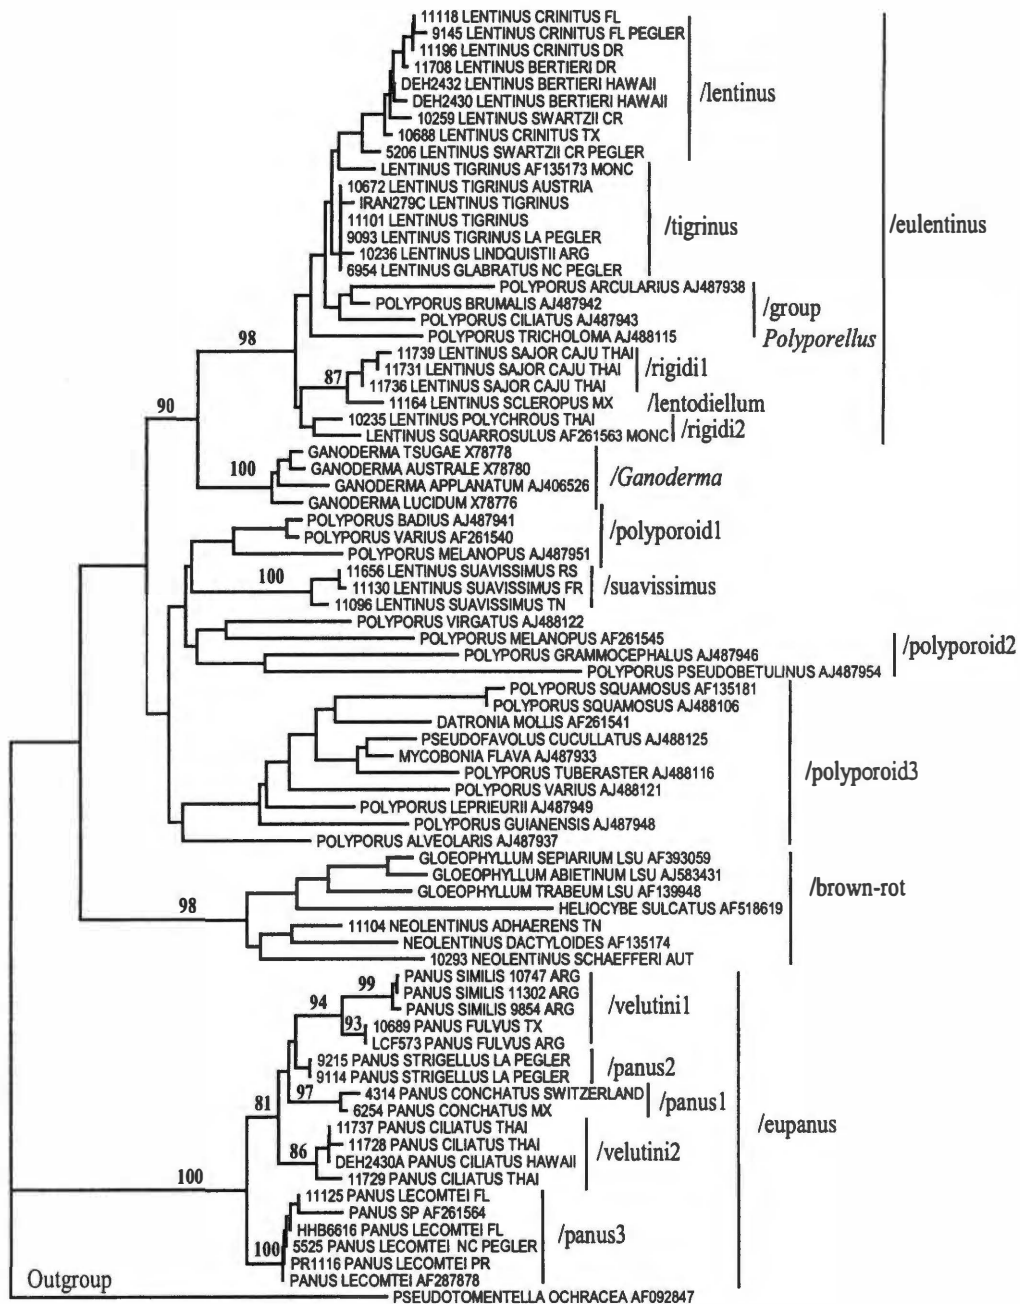 11118 LENTINUS CRINITUS FL
9145 LENTINUS CRINITUS FL PEGLER
11196 LENTINUS CRINITUS DR
11708 LENTINUS BERTIERI DR
DEH2432 LENTINUS BERTIERI HAWAII
/lentinus
DEH2430 LENTINUS BERTIERI HAWAII
10259 LENTINUS SWARTZII CR
10688 LENTINUS CRINITUS TX
5206 LENTINUS SWARTZII CR PEGLER
LENTINUS TIGRINUS AF135173 MONC
10672 LENTINUS TIGRINUS AUSTRIA
IRAN279C LENTINUS TIGRINUS
11101 LENTINUS TIGRINUS
/tigrinus
/eulentinus
9093 LENTINUS TIGRINUS LA PEGLER
10236 LENTINUS LINDQUISTII ARG
6954 LENTINUS GLABRATUS NC PEGLER
POLYPORUS ARCULARIUS AJ487938
POLYPORUS BRUMALIS AJ487942
/group
Polyporellus
POLYPORUS CILIATUS AJ487943
POLYPORUS TRICHOLOMA AJ488115
98
11739 LENTINUS SAJOR CAJU THAI
11731 LENTINUS SAJOR CAJU THAI
/rigidi1
87
11736 LENTINUS SAJOR CAJU THAI
11164 LENTINUS SCLEROPUS MX
/lentodiellum
90
10235 LENTINUS POLYCHROUS THAI
LENTINUS SQUARROSULUS AF261563 MONC
/rigidi2
GANODERMA TSUGAE X78778
100
GANODERMA AUSTRALE X78780
/Ganoderma
GANODERMA APPLANATUM AJ406526
GANODERMA LUCIDUM X78776
POLYPORUS BADIUS AJ487941
POLYPORUS VARIUS AF261540
/polyporoid1
POLYPORUS MELANOPUS AJ487951
100
11656 LENTINUS SUAVISSIMUS RS
11130 LENTINUS SUAVISSIMUS FR
/suavissimus
11096 LENTINUS SUAVISSIMUS TN
POLYPORUS VIRGATUS AJ488122
POLYPORUS MELANOPUS AF261545
/polyporoid2
POLYPORUS GRAMMOCEPHALUS AJ487946
POLYPORUS PSEUDOBETULINUS AJ487954
POLYPORUS SQUAMOSUS AF135181
POLYPORUS SQUAMOSUS AJ488106
DATRONIA MOLLIS AF261541
PSEUDOFAVOLUS CUCULLATUS AJ488125
MYCOBONIA FLAVA AJ487933
POLYPORUS TUBERASTER AJ488116
/polyporoid3
POLYPORUS VARIUS AJ488121
POLYPORUS LEPRIEURII AJ487949
POLYPORUS GUIANENSIS AJ487948
POLYPORUS ALVEOLARIS AJ487937
GLOEOPHYLLUM SEPIARIUM LSU AF393059
GLOEOPHYLLUM ABIETINUM LSU AJ583431
/brown-rot
GLOEOPHYLLUM TRABEUM LSU AF139948
98
HELIOCYBE SULCATUS AF518619
11104 NEOLENTINUS ADHAERENS TN
NEOLENTINUS DACTYLOIDES AF135174
10293 NEOLENTINUS SCHAEFFERI AUT
99
PANUS SIMILIS 10747 ARG
PANUS SIMILIS 11302 ARG
94
PANUS SIMILIS 9854 ARG
/velutini1
93
10689 PANUS FULVUS TX
LCF573 PANUS FULVUS ARG
9215 PANUS STRIGELLUS LA PEGLER
/panus2
9114 PANUS STRIGELLUS LA PEGLER
97
4314 PANUS CONCHATUS SWITZERLAND
/panus1
81
6254 PANUS CONCHATUS MX
11737 PANUS CILIATUS THAI
/eupanus
11728 PANUS CILIATUS THAI
86
/velutini2
DEH2430A PANUS CILIATUS HAWAII
11729 PANUS CILIATUS THAI
100
11125 PANUS LECOMTEI FL
PANUS SP AF261564
HHB6616 PANUS LECOMTEI FL
/panus3
100
5525 PANUS LECOMTEI NC PEGLER
PR1116 PANUS LECOMTEI PR
PANUS LECOMTEI AF287878
Outgroup
PSEUDOTOMENTELLA OCHRACEA AF092847